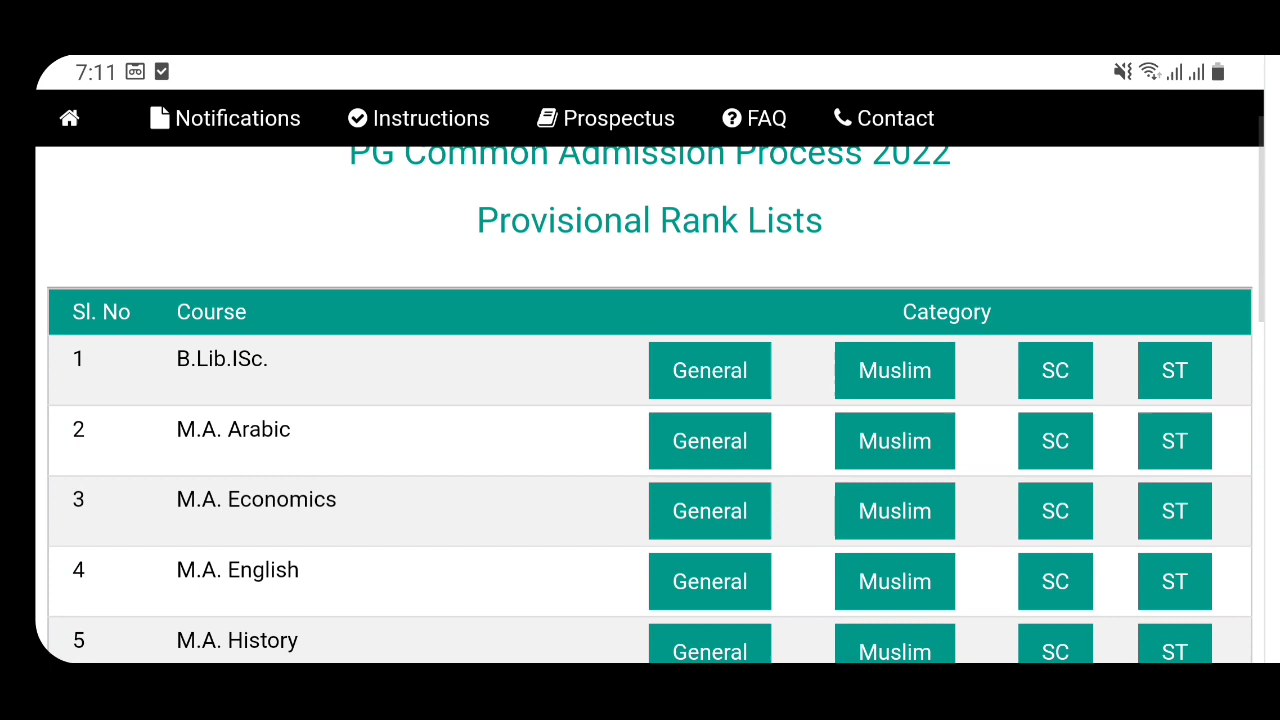 7:11
Notifications Instructions Prospectus FAQ Contact
PG Common Admission Process 2022
Provisional Rank Lists
Sl. No Course Category
1 B.Lib.ISc. General Muslim SC ST
2 M.A. Arabic General Muslim SC ST
3 M.A. Economics General Muslim SC ST
4 M.A. English General Muslim SC ST
5 M.A. History General Muslim SC ST